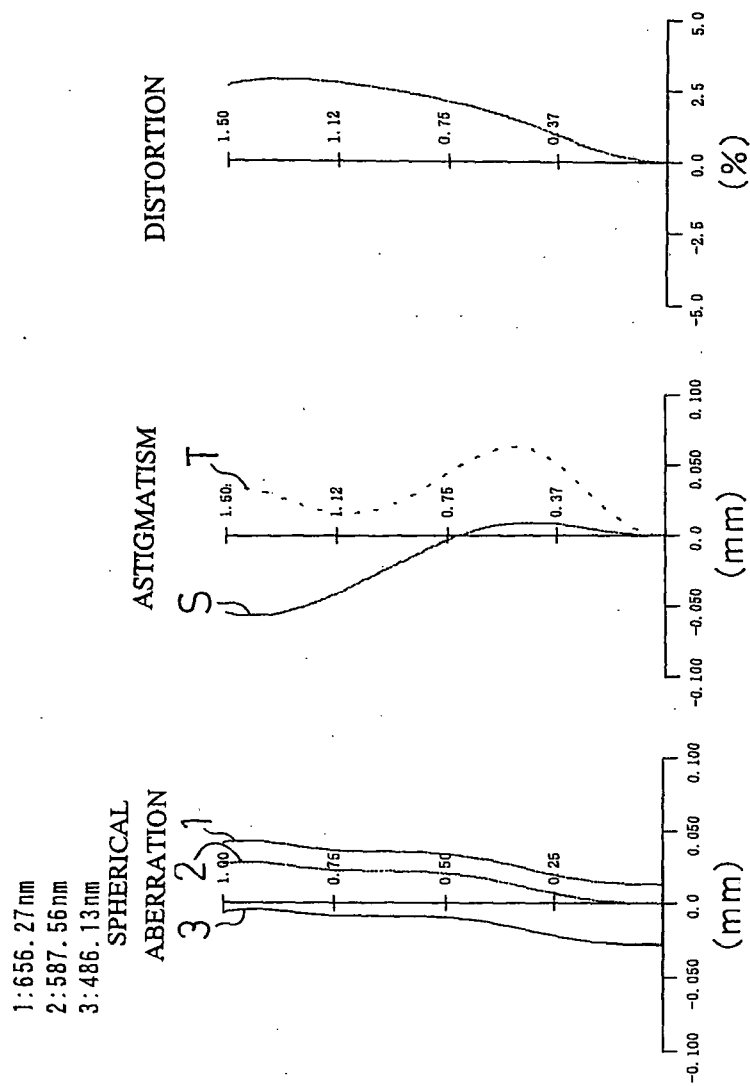 1:656.27nm
2:587.56nm
3:486.13nm
SPHERICAL
ABERRATION
1
2
3
1.00
0.75
0.50
0.25
-0.100
-0.050
0.0
0.050
0.100
(mm)
ASTIGMATISM
S
T
1.50
1.12
0.75
0.37
-0.100
-0.050
0.0
0.050
0.100
(mm)
DISTORTION
1.50
1.12
0.75
0.37
-5.0
-2.5
0.0
2.5
5.0
(%)